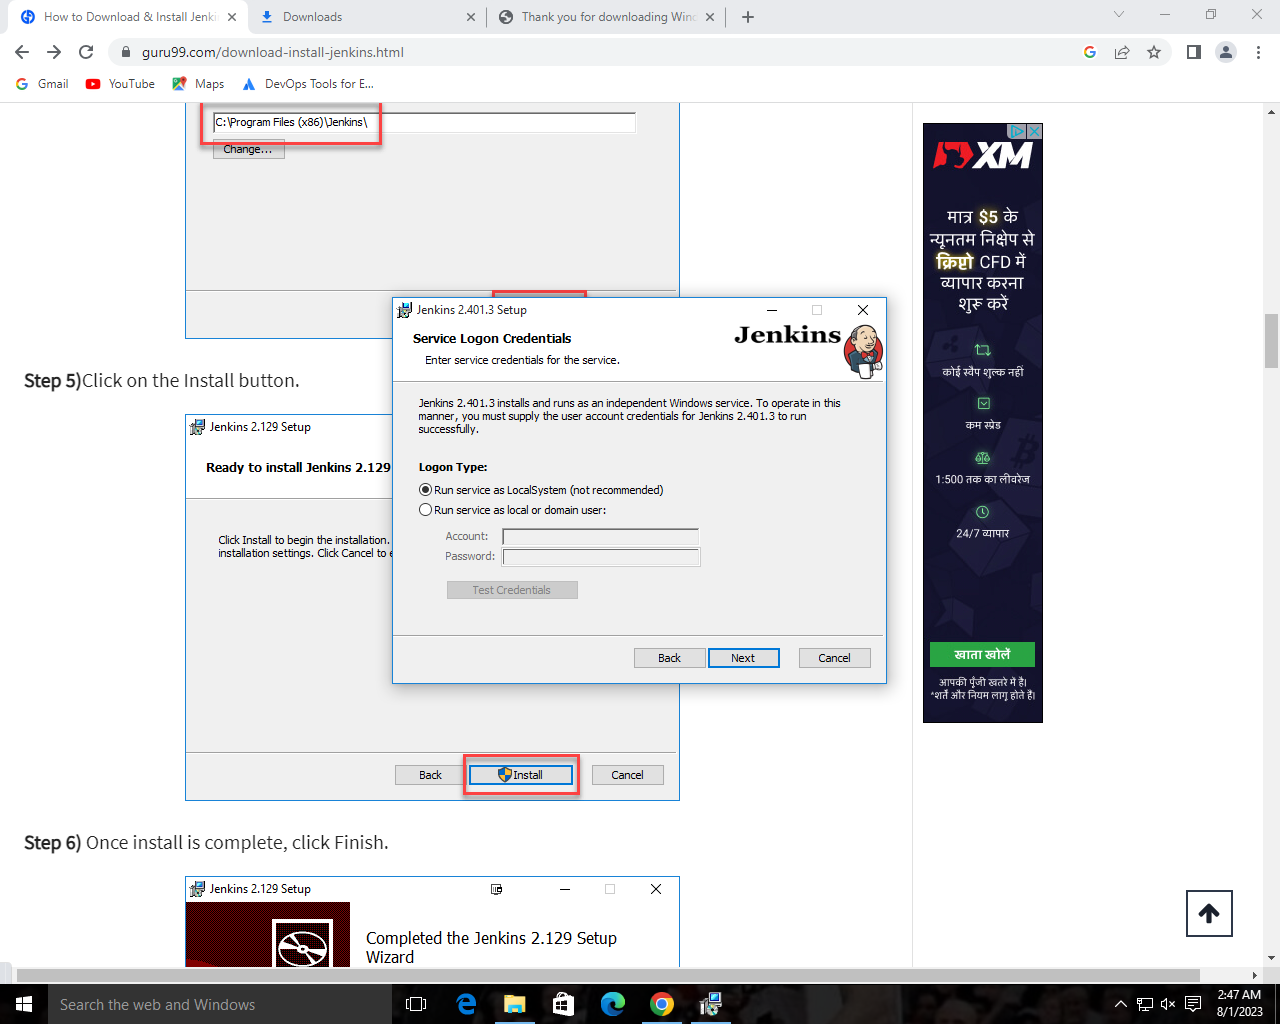 How to Download & Install Jenki
Downloads
Thank you for downloading Wind
guru99.com/download-install-jenkins.html
Gmail
YouTube
Maps
DevOps Tools for E...
C:\Program Files (x86)\Jenkins\
Change...
Step 5)Click on the Install button.
Jenkins 2.129 Setup
Ready to install Jenkins 2.129
Click Install to begin the installation.
installation settings. Click Cancel to e
Back
Install
Cancel
Jenkins 2.401.3 Setup
Service Logon Credentials
Enter service credentials for the service.
Jenkins
Jenkins 2.401.3 installs and runs as an independent Windows service. To operate in this
manner, you must supply the user account credentials for Jenkins 2.401.3 to run
successfully.
Logon Type:
Run service as LocalSystem (not recommended)
Run service as local or domain user:
Account:
Password:
Test Credentials
Back
Next
Cancel
Step 6) Once install is complete, click Finish.
Jenkins 2.129 Setup
Completed the Jenkins 2.129 Setup
Wizard
XM
मात्र $5 के
न्यूनतम निक्षेप से
क्रिप्टो CFD में
व्यापार करना
शुरू करें
कोई स्वैप शुल्क नहीं
कम स्प्रेड
1:500 तक का लीवरेज
24/7 व्यापार
खाता खोलें
आपकी पूँजी खतरे में है।
*शर्तें और नियम लागू होते हैं।
Search the web and Windows
2:47 AM
8/1/2023